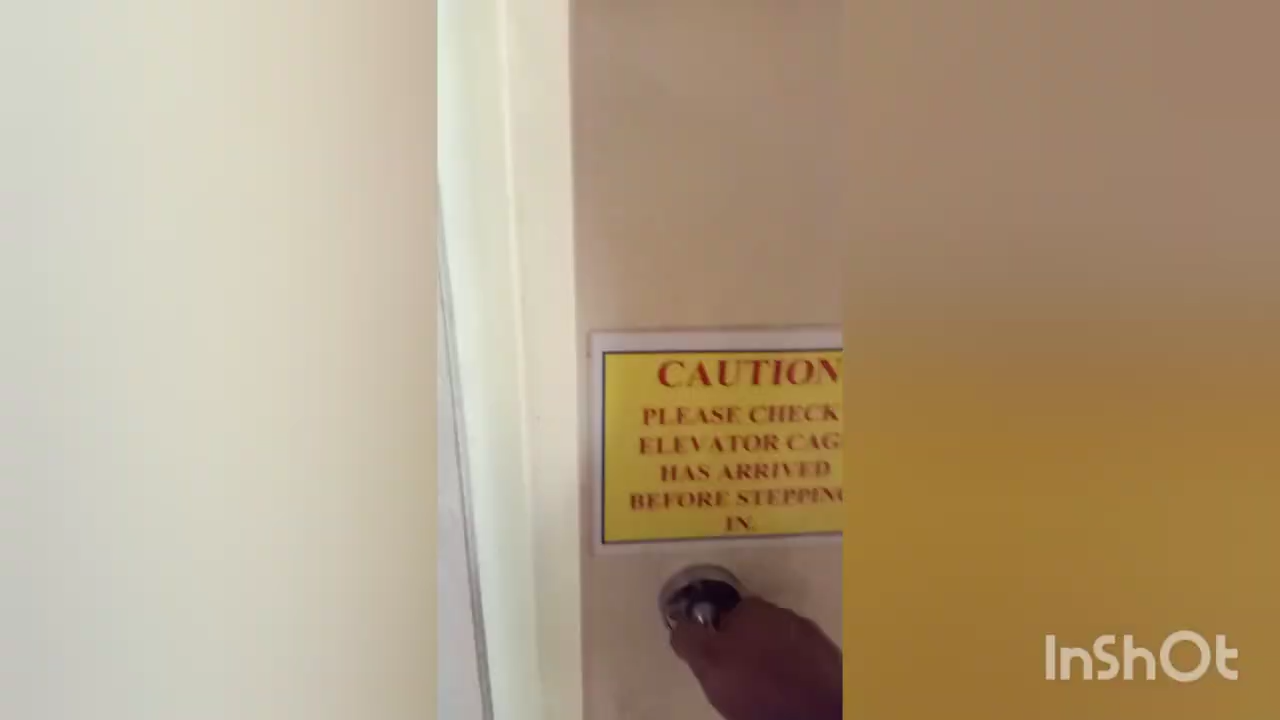 CAUTION
PLEASE CHECK
ELEVATOR CAG
HAS ARRIVED
BEFORE STEPPING
IN.
InShOt